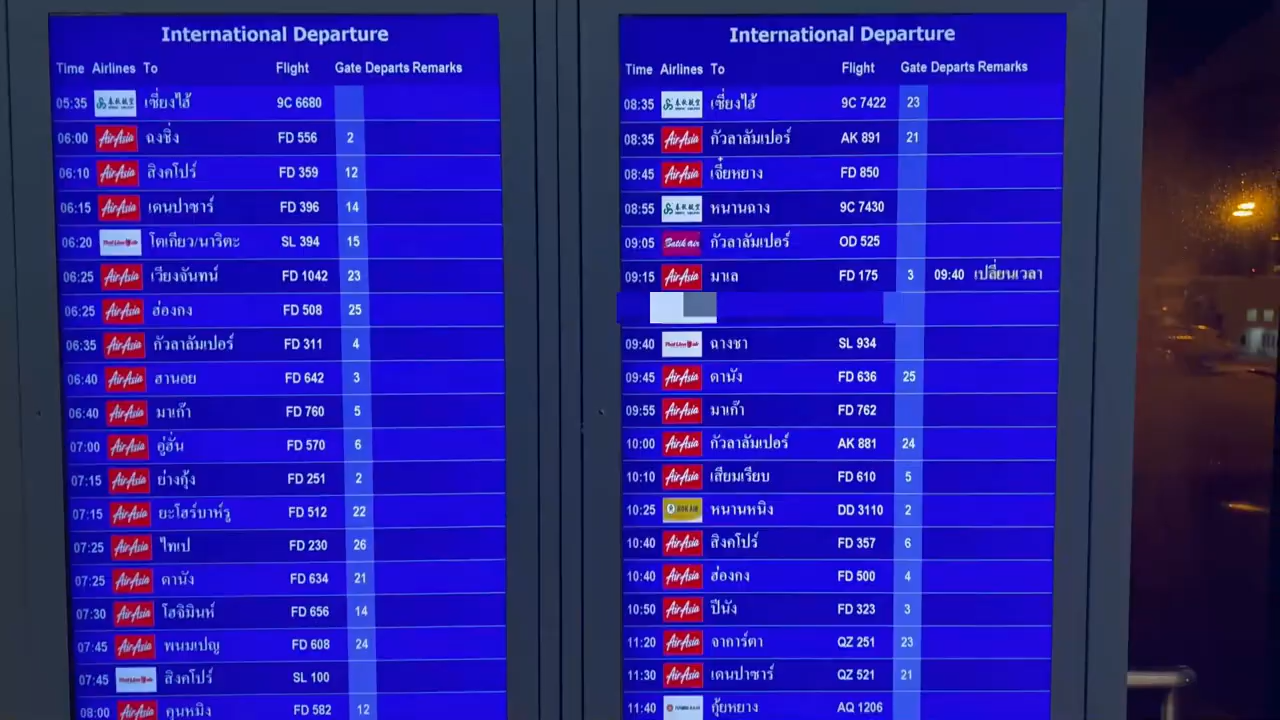 International Departure
Time Airlines To Flight Gate Departs Remarks
05:35 เซี่ยงไฮ้ 9C 6680
06:00 AirAsia ฉงชิ่ง FD 556 2
06:10 AirAsia สิงคโปร์ FD 359 12
06:15 AirAsia เดนปาซาร์ FD 396 14
06:20 Thai Lion Air โตเกียว/นาริตะ SL 394 15
06:25 AirAsia เวียงจันทน์ FD 1042 23
06:25 AirAsia ฮ่องกง FD 508 25
06:35 AirAsia กัวลาลัมเปอร์ FD 311 4
06:40 AirAsia ฮานอย FD 642 3
06:40 AirAsia มาเก๊า FD 760 5
07:00 AirAsia อู่ฮั่น FD 570 6
07:15 AirAsia ย่างกุ้ง FD 251 2
07:15 AirAsia ยะโฮร์บาห์รู FD 512 22
07:25 AirAsia ไทเป FD 230 26
07:25 AirAsia ดานัง FD 634 21
07:30 AirAsia โฮจิมินห์ FD 656 14
07:45 AirAsia พนมเปญ FD 608 24
07:45 Thai Lion Air สิงคโปร์ SL 100
08:00 AirAsia คุนหมิง FD 582 12
International Departure
Time Airlines To Flight Gate Departs Remarks
08:35 เซี่ยงไฮ้ 9C 7422 23
08:35 AirAsia กัวลาลัมเปอร์ AK 891 21
08:45 AirAsia เจี๋ยหยาง FD 850
08:55 หนานฉาง 9C 7430
09:05 Batik air กัวลาลัมเปอร์ OD 525
09:15 AirAsia มาเล FD 175 3 09:40 เปลี่ยนเวลา
09:40 Thai Lion Air ฉางชา SL 934
09:45 AirAsia ดานัง FD 636 25
09:55 AirAsia มาเก๊า FD 762
10:00 AirAsia กัวลาลัมเปอร์ AK 881 24
10:10 AirAsia เสียมเรียบ FD 610 5
10:25 NOK AIR หนานหนิง DD 3110 2
10:40 AirAsia สิงคโปร์ FD 357 6
10:40 AirAsia ฮ่องกง FD 500 4
10:50 AirAsia ปีนัง FD 323 3
11:20 AirAsia จาการ์ตา QZ 251 23
11:30 AirAsia เดนปาซาร์ QZ 521 21
11:40 กุ้ยหยาง AQ 1206